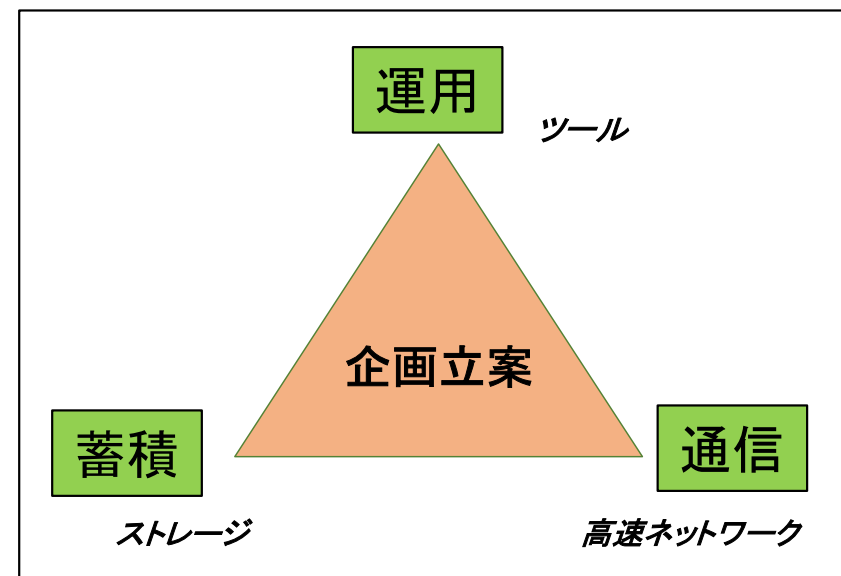 運用
ツール
企画立案
蓄積
通信
ストレージ
高速ネットワーク